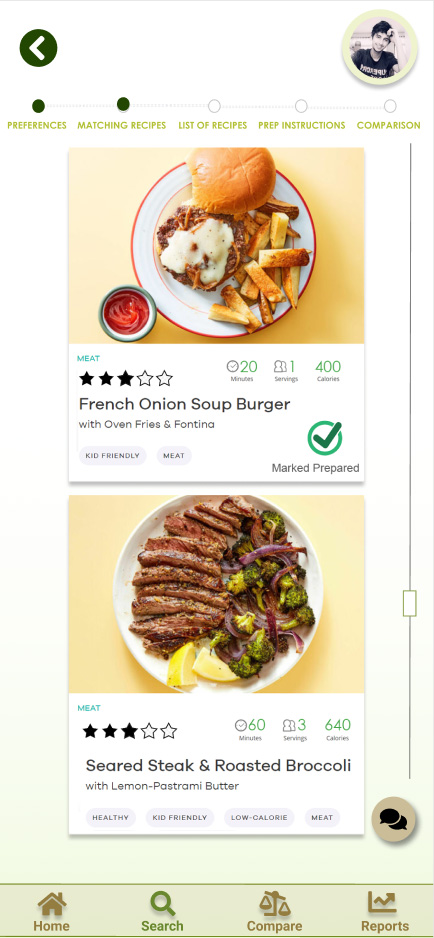 PREFERENCES MATCHING RECIPES LIST OF RECIPES PREP INSTRUCTIONS COMPARISON
MEAT
20 1 400
Minutes Servings Calories
French Onion Soup Burger
with Oven Fries & Fontina
KID FRIENDLY MEAT
Marked Prepared
MEAT
60 3 640
Minutes Servings Calories
Seared Steak & Roasted Broccoli
with Lemon-Pastrami Butter
HEALTHY KID FRIENDLY LOW-CALORIE MEAT
Home Search Compare Reports